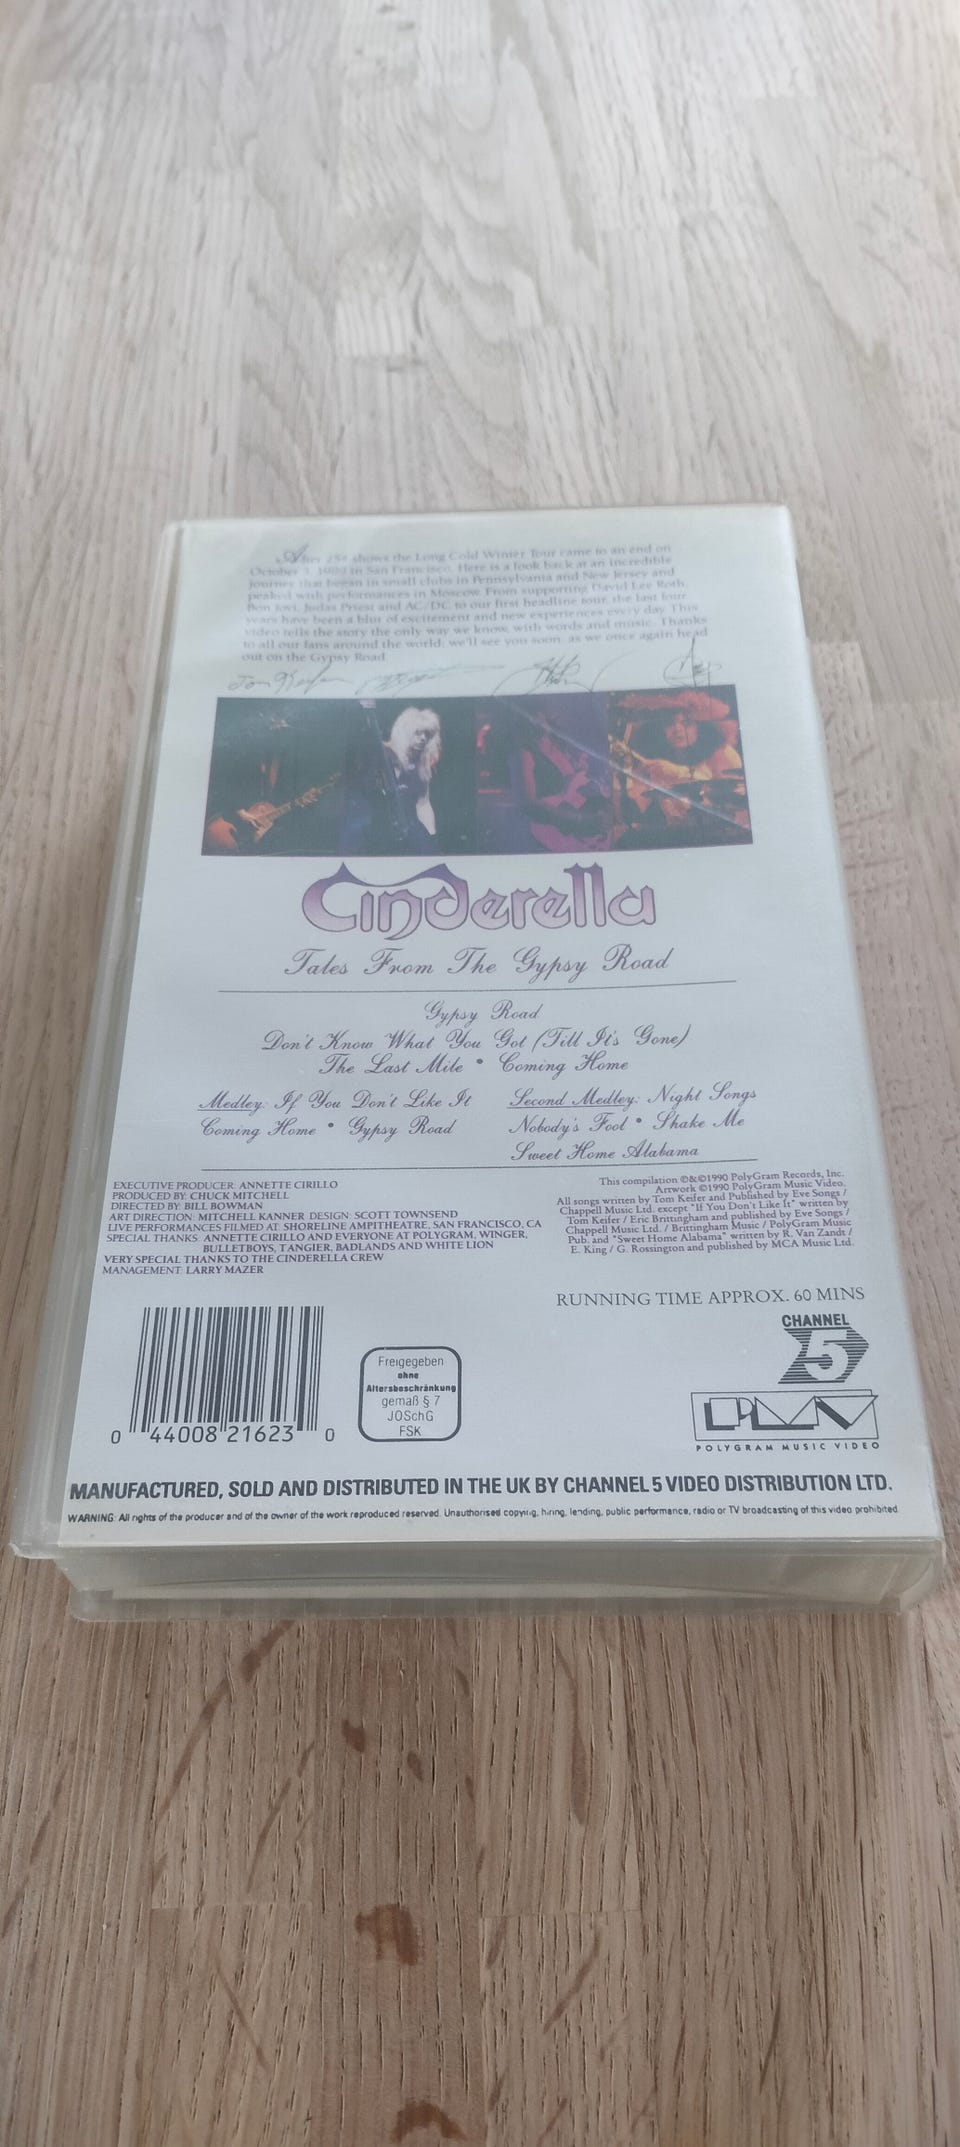 After 254 shows the Long Cold Winter Tour came to an end on
October 1, 1989 in San Francisco. Here is a look back at an incredible
journey that began in small clubs in Pennsylvania and New Jersey and
peaked with performances in Moscow. From supporting David Lee Roth,
Bon Jovi, Judas Priest and AC/DC to our first headline tour, the last four
years have been a blur of excitement and new experiences every day. This
video tells the story the only way we know, with words and music. Thanks
to all our fans around the world; we'll see you soon, as we once again head
out on the Gypsy Road.
Tom Keifer
Cinderella
Tales From The Gypsy Road
Gypsy Road
Don't Know What You Got (Till It's Gone)
The Last Mile • Coming Home
Medley: If You Don't Like It
Coming Home • Gypsy Road
Second Medley: Night Songs
Nobody's Fool • Shake Me
Sweet Home Alabama
EXECUTIVE PRODUCER: ANNETTE CIRILLO
PRODUCED BY: CHUCK MITCHELL
DIRECTED BY: BILL BOWMAN
ART DIRECTION: MITCHELL KANNER DESIGN: SCOTT TOWNSEND
LIVE PERFORMANCES FILMED AT: SHORELINE AMPITHEATRE, SAN FRANCISCO, CA
SPECIAL THANKS: ANNETTE CIRILLO AND EVERYONE AT POLYGRAM, WINGER,
BULLETBOYS, TANGIER, BADLANDS AND WHITE LION
VERY SPECIAL THANKS TO THE CINDERELLA CREW
MANAGEMENT: LARRY MAZER
This compilation ℗&©1990 PolyGram Records, Inc.
Artwork ©1990 PolyGram Music Video.
All songs written by Tom Keifer and Published by Eve Songs /
Chappell Music Ltd. except "If You Don't Like It" written by
Tom Keifer / Eric Brittingham and published by Eve Songs /
Chappell Music Ltd. / Brittingham Music / PolyGram Music
Pub. and "Sweet Home Alabama" written by R. Van Zandt /
E. King / G. Rossington and published by MCA Music Ltd.
RUNNING TIME APPROX. 60 MINS
CHANNEL
5
PMV
POLYGRAM MUSIC VIDEO
0 44008 21623 0
Freigegeben
ohne
Altersbeschränkung
gemäß § 7
JÖSchG
FSK
MANUFACTURED, SOLD AND DISTRIBUTED IN THE UK BY CHANNEL 5 VIDEO DISTRIBUTION LTD.
WARNING: All rights of the producer and of the owner of the work reproduced reserved. Unauthorised copying, hiring, lending, public performance, radio or TV broadcasting of this video prohibited.